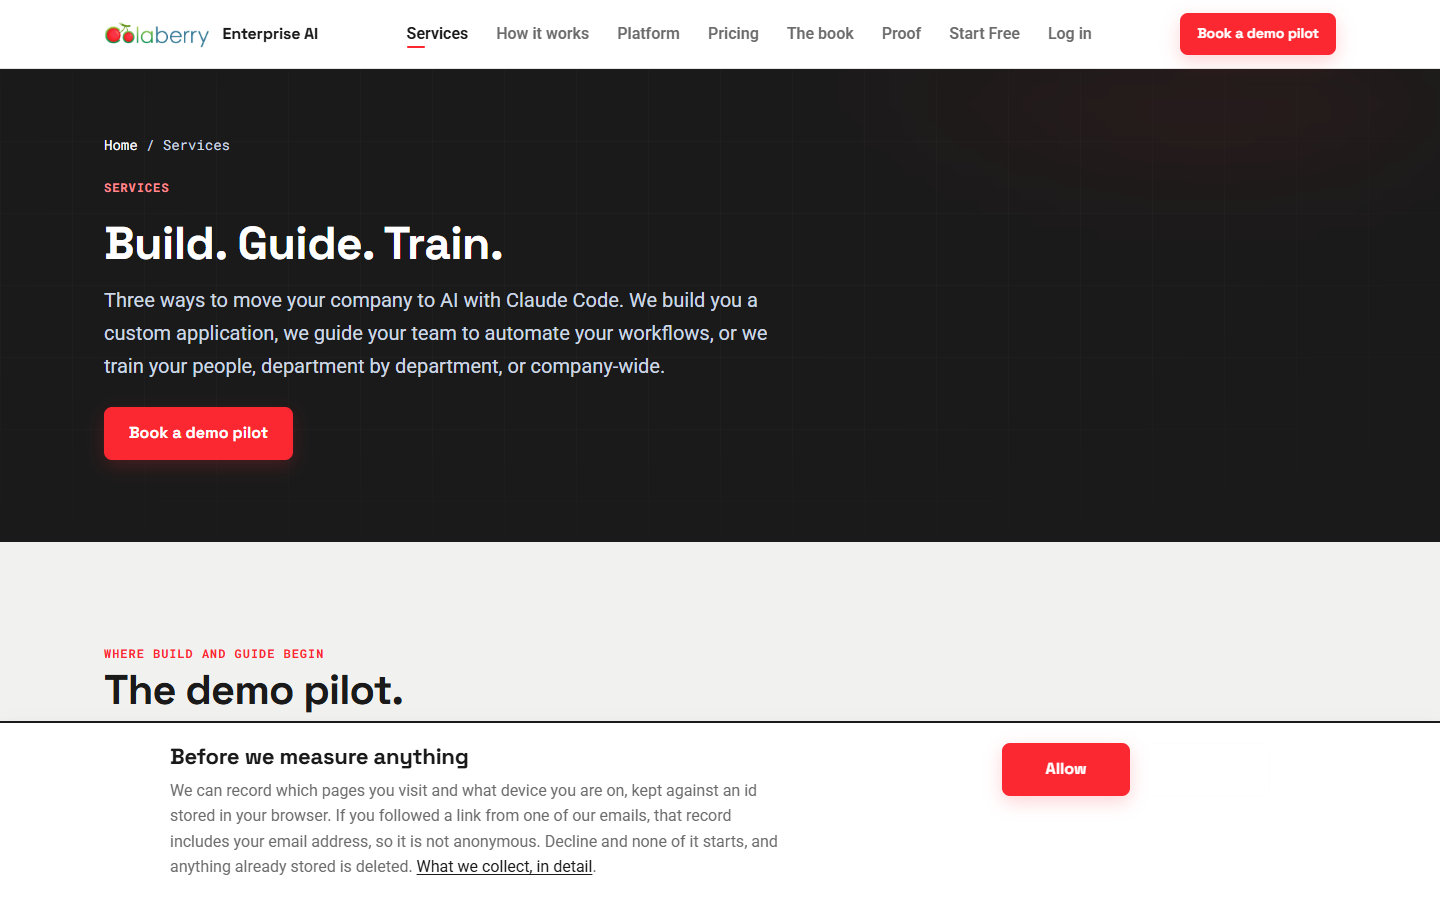 laberry Enterprise AI Services How it works Platform Pricing The book Proof Start Free Log in Book a demo pilot
Home / Services
SERVICES
Build. Guide. Train.
Three ways to move your company to AI with Claude Code. We build you a
custom application, we guide your team to automate your workflows, or we
train your people, department by department, or company-wide.
Book a demo pilot
WHERE BUILD AND GUIDE BEGIN
The demo pilot.
Before we measure anything
We can record which pages you visit and what device you are on, kept against an id
stored in your browser. If you followed a link from one of our emails, that record
includes your email address, so it is not anonymous. Decline and none of it starts, and
anything already stored is deleted. What we collect, in detail.
Allow